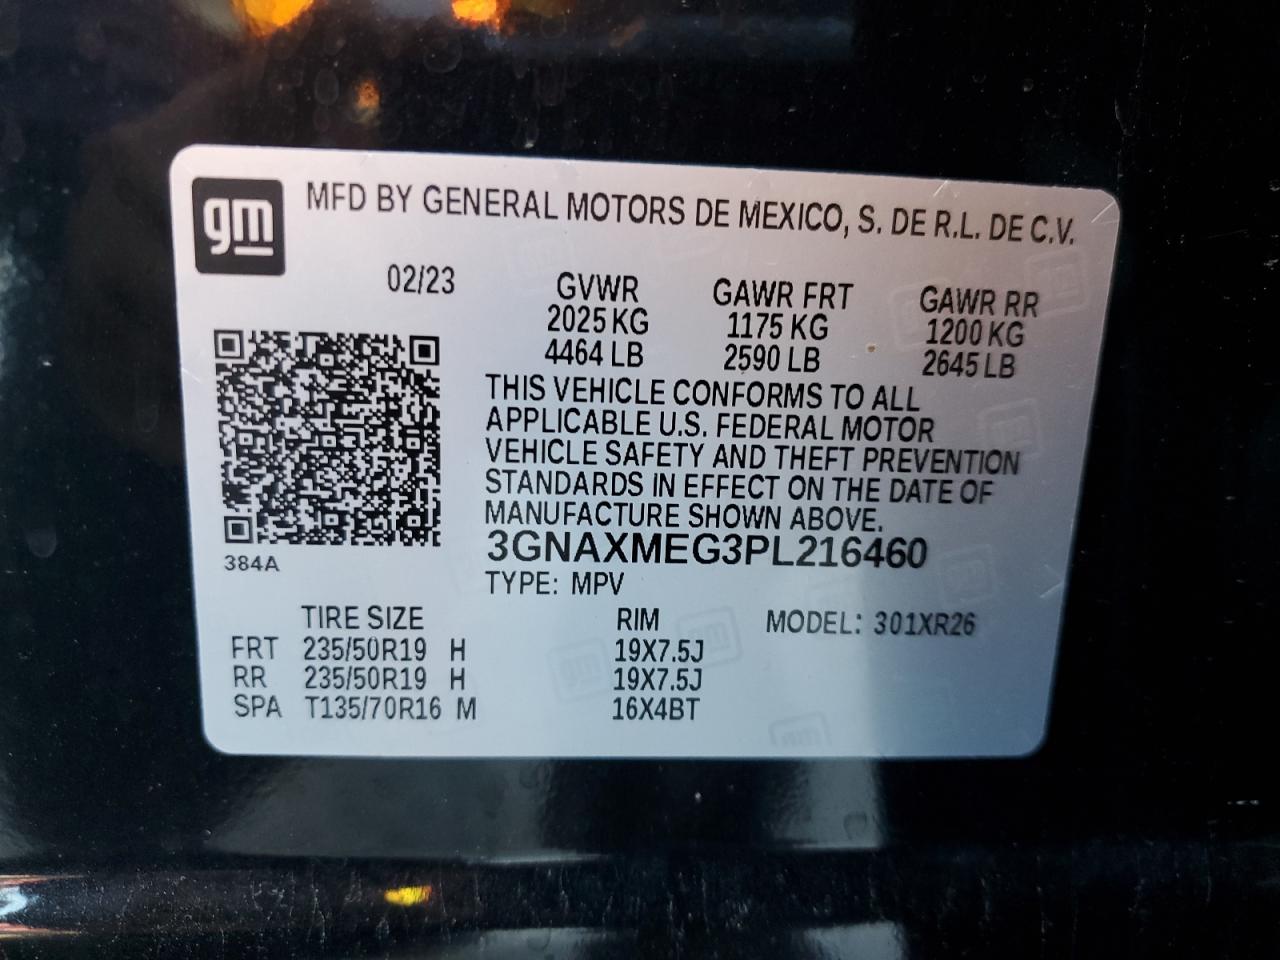 gm
MFD BY GENERAL MOTORS DE MEXICO, S. DE R.L. DE C.V.
02/23 GVWR GAWR FRT GAWR RR
2025 KG 1175 KG 1200 KG
4464 LB 2590 LB 2645 LB
THIS VEHICLE CONFORMS TO ALL
APPLICABLE U.S. FEDERAL MOTOR
VEHICLE SAFETY AND THEFT PREVENTION
STANDARDS IN EFFECT ON THE DATE OF
MANUFACTURE SHOWN ABOVE.
3GNAXMEG3PL216460
384A
TYPE: MPV
TIRE SIZE RIM MODEL: 301XR26
FRT 235/50R19 H 19X7.5J
RR 235/50R19 H 19X7.5J
SPA T135/70R16 M 16X4BT